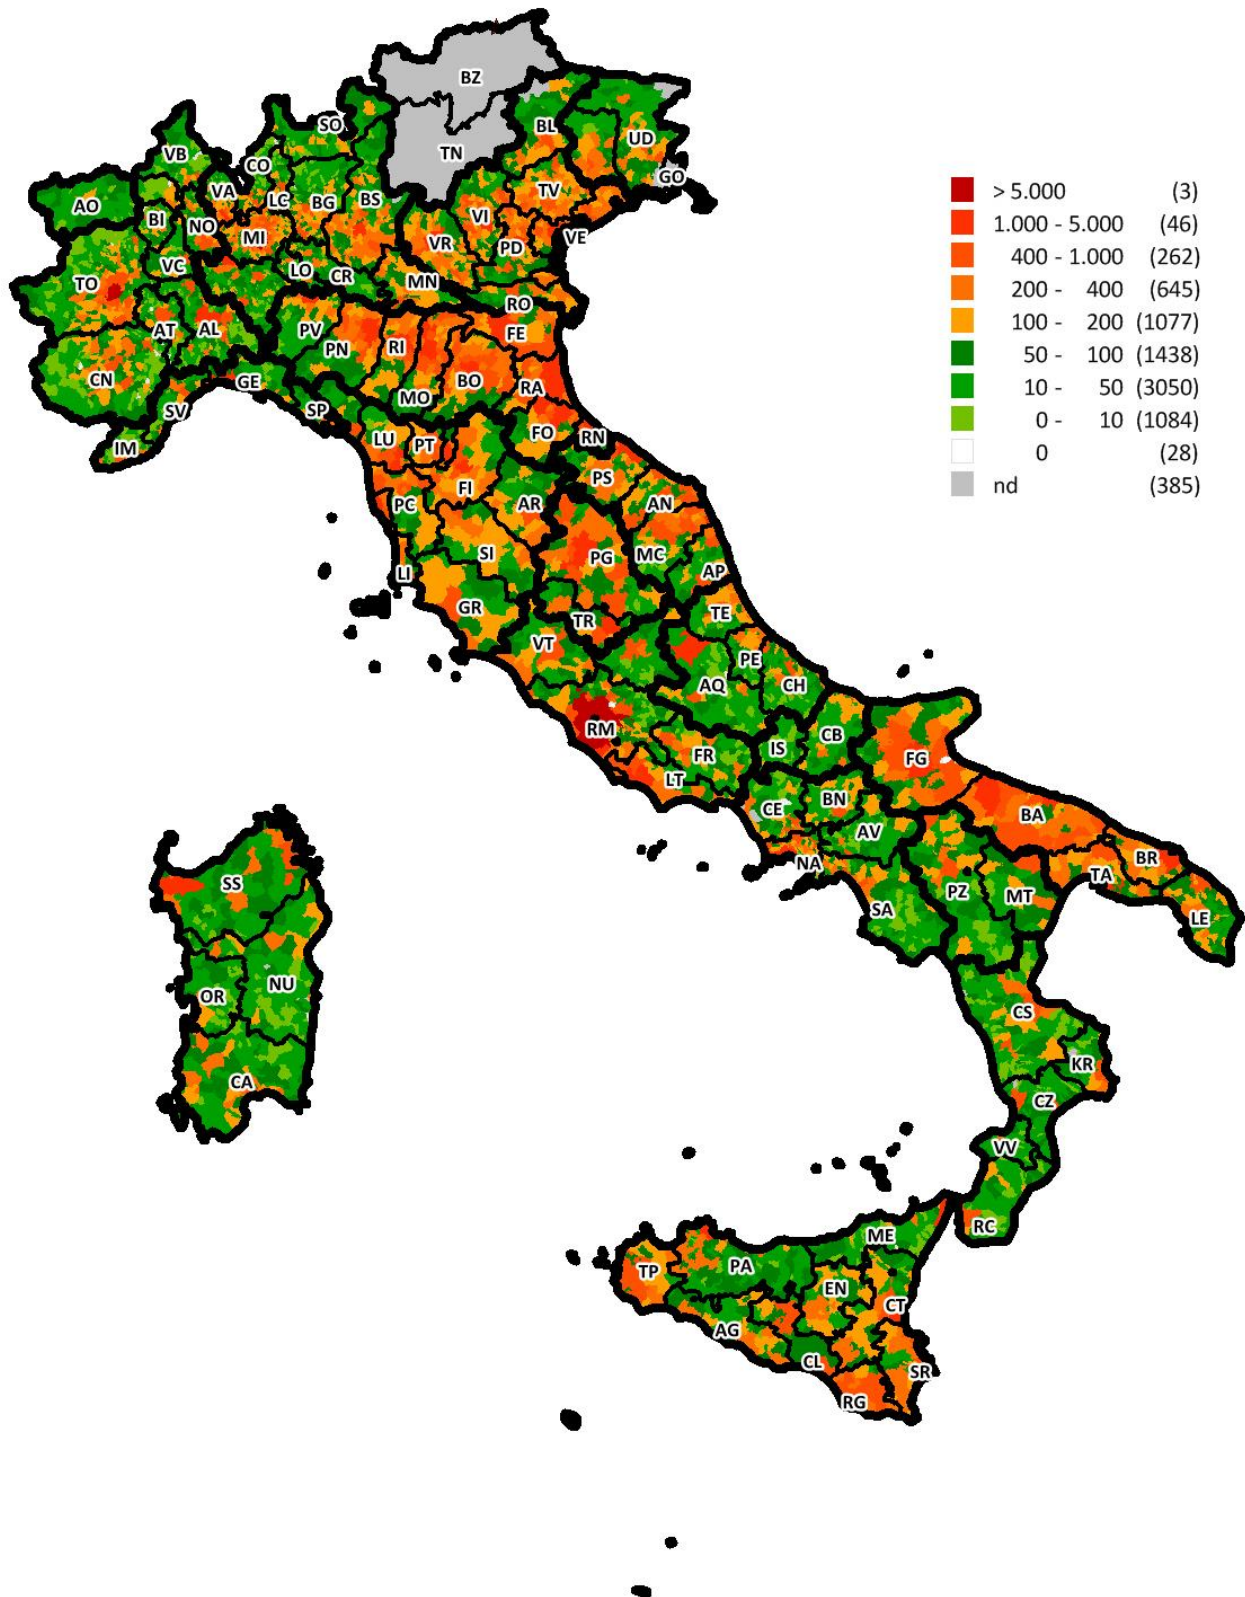 BZ
SO
BL
UD
TN
VB
CO
GO
VA
LC
BG
BS
TV
AO
BI
NO
MI
VI
VE
VR
PD
VC
LO
CR
MN
TO
RO
AT
AL
PV
PN
RI
FE
CN
GE
MO
BO
RA
SV
SP
IM
LU
PT
FO
RN
FI
PS
PC
AR
AN
SI
PG
MC
LI
AP
GR
TR
TE
VT
PE
AQ
CH
RM
IS
CB
FR
FG
LT
CE
BN
BA
AV
NA
BR
TA
PZ
MT
SA
LE
SS
NU
OR
CS
CA
KR
CZ
VV
RC
ME
TP
PA
EN
CT
AG
CL
SR
RG
> 5.000 (3)
1.000 - 5.000 (46)
400 - 1.000 (262)
200 - 400 (645)
100 - 200 (1077)
50 - 100 (1438)
10 - 50 (3050)
0 - 10 (1084)
0 (28)
nd (385)